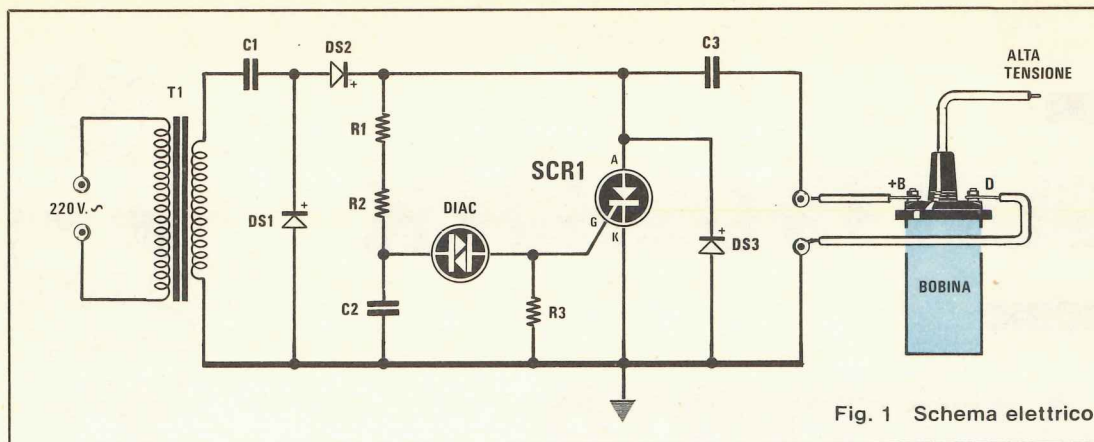 C1
DS2
C3
ALTA
TENSIONE
T1
R1
SCR1
A
+B
D
220 V. ~
R2
DIAC
G
K
DS1
+
+
+
DS3
BOBINA
C2
R3
Fig. 1 Schema elettrico